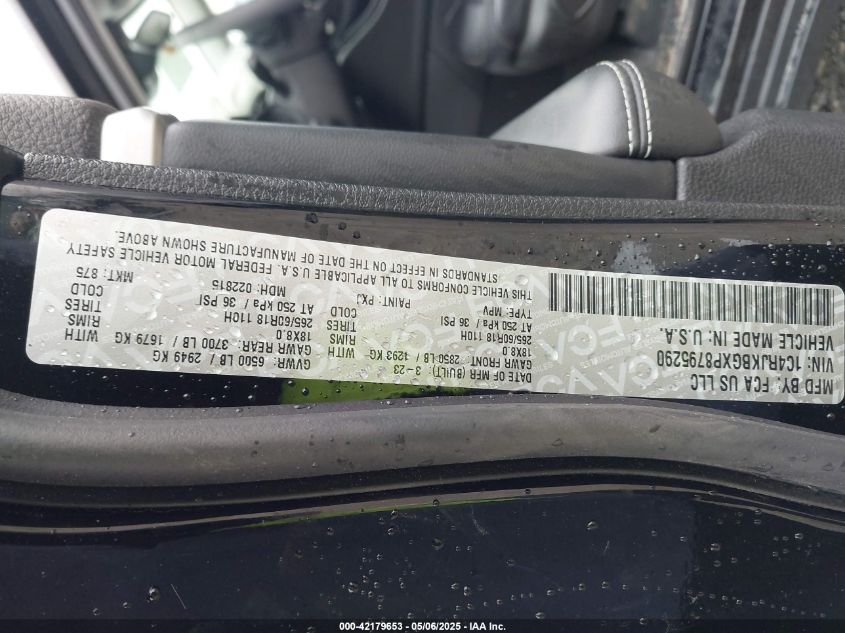 MFD BY: FCA US LLC
VIN: 1C4RJKBGXP8795290
VEHICLE MADE IN: U.S.A.
DATE OF MFR (BUILT): 3-23
GVWR: 6500 LB / 2949 KG
GAWR FRONT: 2850 LB / 1293 KG WITH
GAWR REAR: 3700 LB / 1679 KG WITH
18X8.0 RIMS
18X8.0 RIMS
265/60R18 110H TIRES
265/60R18 110H TIRES
AT 250 kPa / 36 PSI COLD
AT 250 kPa / 36 PSI COLD
TYPE: MPV
PAINT: PXJ
MDH: 022815
MKT: 875
THIS VEHICLE CONFORMS TO ALL APPLICABLE U.S.A. FEDERAL MOTOR VEHICLE SAFETY
STANDARDS IN EFFECT ON THE DATE OF MANUFACTURE SHOWN ABOVE.
000-42179653 - 05/06/2025 - IAA Inc.